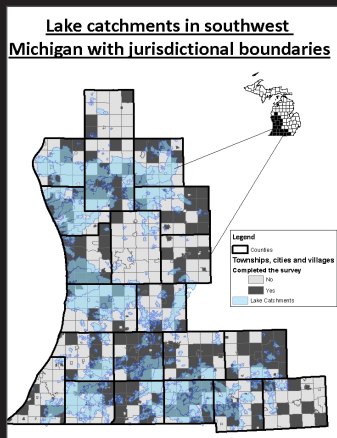 Lake catchments in southwest
Michigan with jurisdictional boundaries
Legend
Counties
Townships, cities and villages
Completed the survey
No
Yes
Lake Catchments